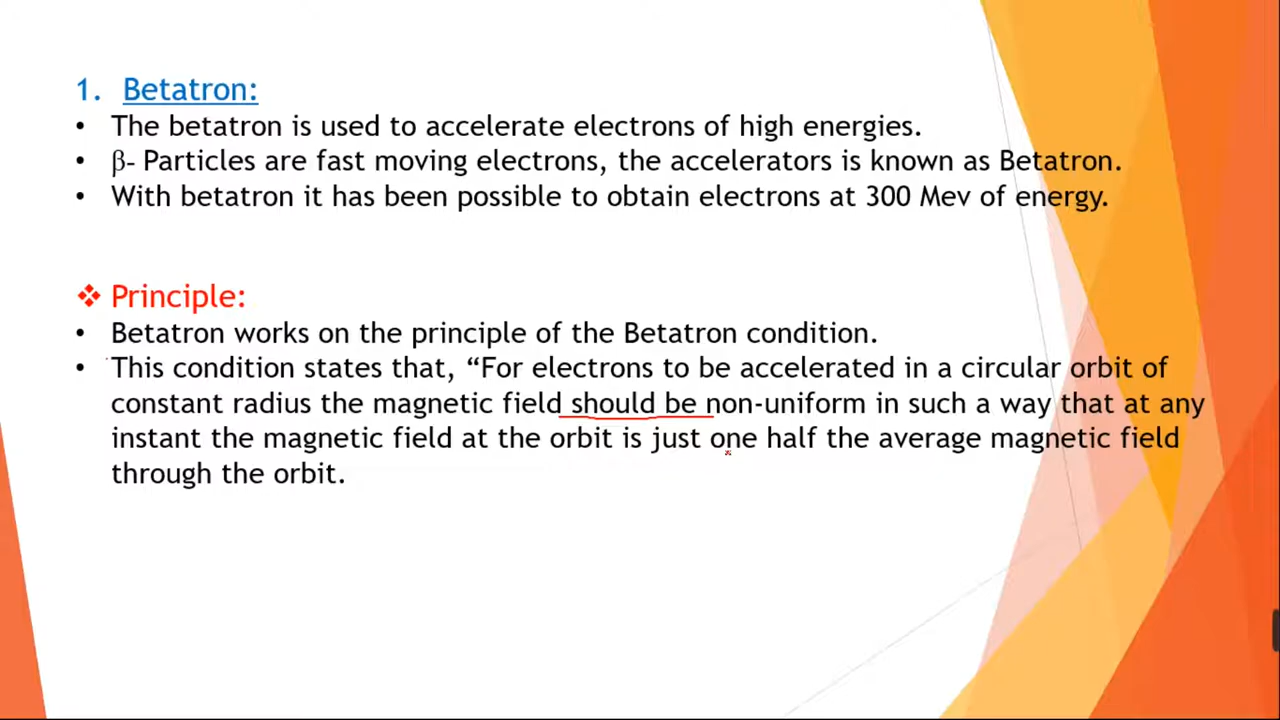 1. Betatron:
• The betatron is used to accelerate electrons of high energies.
• β- Particles are fast moving electrons, the accelerators is known as Betatron.
• With betatron it has been possible to obtain electrons at 300 Mev of energy.
❖ Principle:
• Betatron works on the principle of the Betatron condition.
• This condition states that, “For electrons to be accelerated in a circular orbit of
constant radius the magnetic field should be non-uniform in such a way that at any
instant the magnetic field at the orbit is just one half the average magnetic field
through the orbit.